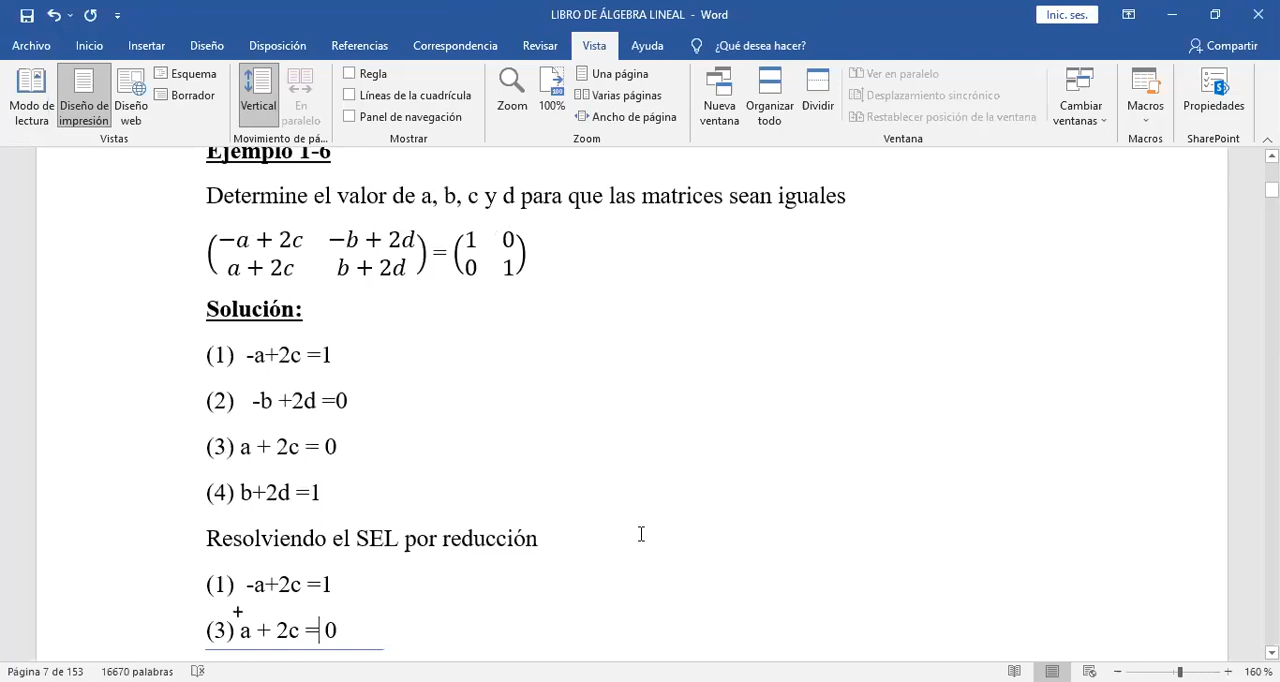 LIBRO DE ÁLGEBRA LINEAL - Word
Inic. ses.
Archivo Inicio Insertar Diseño Disposición Referencias Correspondencia Revisar Vista Ayuda ¿Qué desea hacer? Compartir
Modo de lectura
Diseño de impresión
Diseño web
Esquema
Borrador
Vistas
Vertical
En paralelo
Movimiento de pá...
Regla
Líneas de la cuadrícula
Panel de navegación
Mostrar
Zoom
100%
Una página
Varias páginas
Ancho de página
Zoom
Nueva ventana
Organizar todo
Dividir
Ver en paralelo
Desplazamiento sincrónico
Restablecer posición de la ventana
Ventana
Cambiar ventanas
Macros
Macros
Propiedades
SharePoint
Ejemplo 1-6
Determine el valor de a, b, c y d para que las matrices sean iguales
(−a + 2c −b + 2d) = (1 0)
(a + 2c b + 2d) (0 1)
Solución:
(1) -a+2c =1
(2) -b +2d =0
(3) a + 2c = 0
(4) b+2d =1
Resolviendo el SEL por reducción
(1) -a+2c =1
+
(3) a + 2c = 0
Página 7 de 153 16670 palabras 160 %